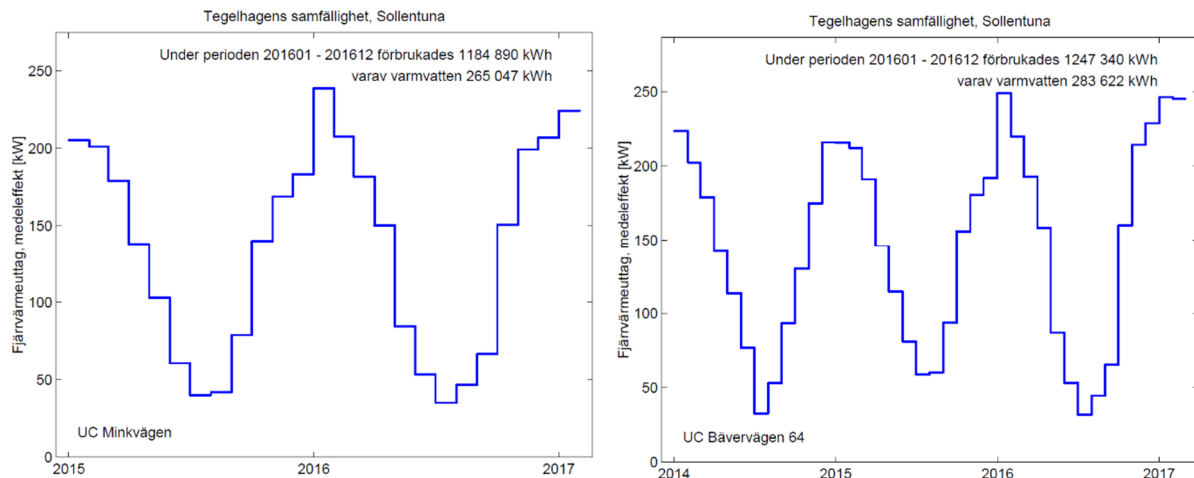 Tegelhagens samfällighet, Sollentuna
Under perioden 201601 - 201612 förbrukades 1184 890 kWh
varav varmvatten 265 047 kWh
Fjärrvärmeuttag, medeleffekt [kW]
250
200
150
100
50
0
UC Minkvägen
2015
2016
2017
Tegelhagens samfällighet, Sollentuna
Under perioden 201601 - 201612 förbrukades 1247 340 kWh
varav varmvatten 283 622 kWh
Fjärrvärmeuttag, medeleffekt [kW]
250
200
150
100
50
0
UC Bävervägen 64
2014
2015
2016
2017